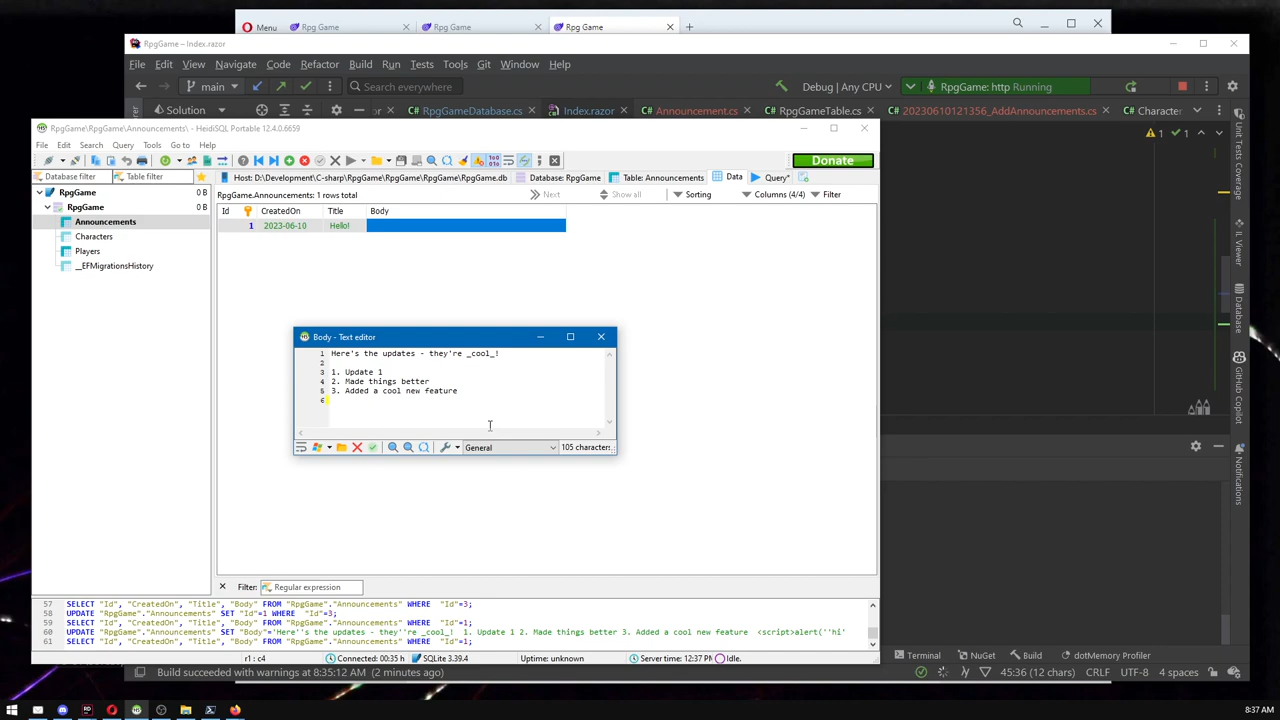 Menu
Rpg Game
Rpg Game
Rpg Game
RpgGame – Index.razor
File Edit View Navigate Code Refactor Build Run Tests Tools Git Window Help
main
Search everywhere
Debug | Any CPU
RpgGame: http Running
Solution
RpgGameDatabase.cs
Index.razor
Announcement.cs
RpgGameTable.cs
20230610121356_AddAnnouncements.cs
Character
RpgGame\RpgGame\Announcements\ - HeidiSQL Portable 12.4.0.6659
File Edit Search Query Tools Go to Help
Donate
Database filter
Table filter
Host: D:\Development\C-sharp\RpgGame\RpgGame\RpgGame\RpgGame.db
Database: RpgGame
Table: Announcements
Data
Query*
RpgGame
0 B
RpgGame
0 B
Announcements
Characters
Players
__EFMigrationsHistory
RpgGame.Announcements: 1 rows total
Next
Show all
Sorting
Columns (4/4)
Filter
Id CreatedOn Title Body
1 2023-06-10 Hello!
Body - Text editor
1 Here's the updates - they're _cool_!
2
3 1. Update 1
4 2. Made things better
5 3. Added a cool new feature
6
General
105 characters
Filter:
Regular expression
57 SELECT "Id", "CreatedOn", "Title", "Body" FROM "RpgGame"."Announcements" WHERE "Id"=3;
58 UPDATE "RpgGame"."Announcements" SET "Id"=1 WHERE "Id"=3;
59 SELECT "Id", "CreatedOn", "Title", "Body" FROM "RpgGame"."Announcements" WHERE "Id"=1;
60 UPDATE "RpgGame"."Announcements" SET "Body"='Here''s the updates - they''re _cool_! 1. Update 1 2. Made things better 3. Added a cool new feature <script>alert(''hi'
61 SELECT "Id", "CreatedOn", "Title", "Body" FROM "RpgGame"."Announcements" WHERE "Id"=1;
r1 : c4
Connected: 00:35 h
SQLite 3.39.4
Uptime: unknown
Server time: 12:37 PM
Idle.
1
1
Unit Tests Coverage
IL Viewer
Database
GitHub Copilot
Notifications
Terminal
NuGet
Build
dotMemory Profiler
Build succeeded with warnings at 8:35:12 AM (2 minutes ago)
45:36 (12 chars)
CRLF
UTF-8
4 spaces
8:37 AM